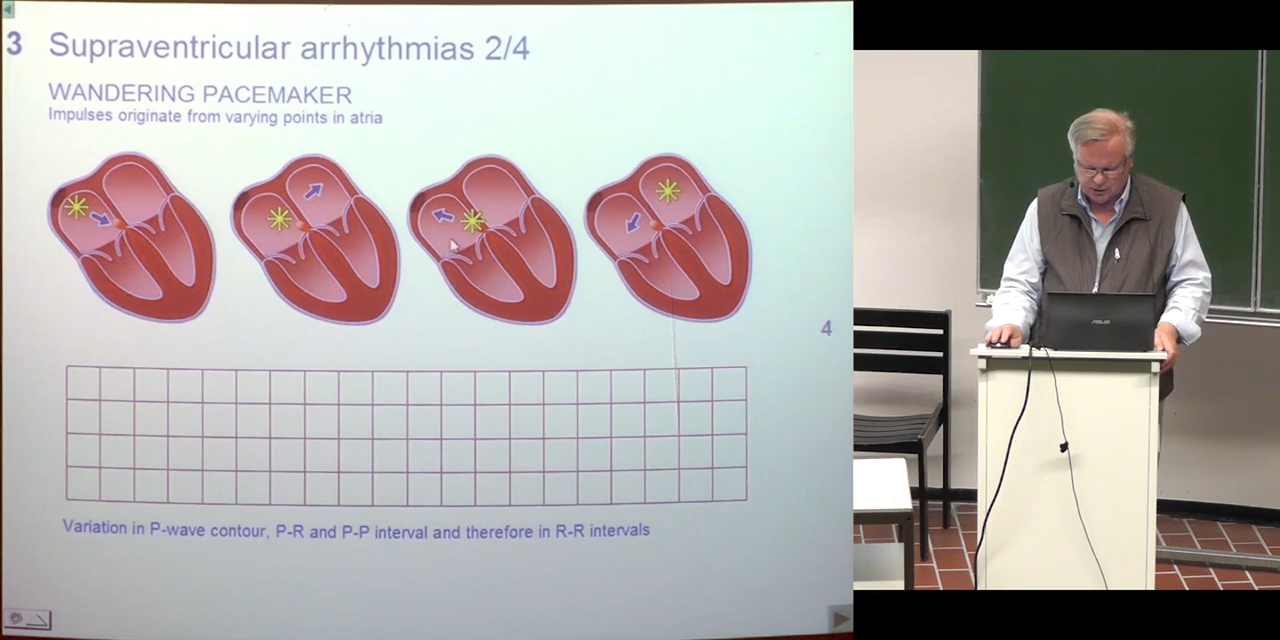 3 Supraventricular arrhythmias 2/4
WANDERING PACEMAKER
Impulses originate from varying points in atria
4
Variation in P-wave contour, P-R and P-P interval and therefore in R-R intervals
ASUS